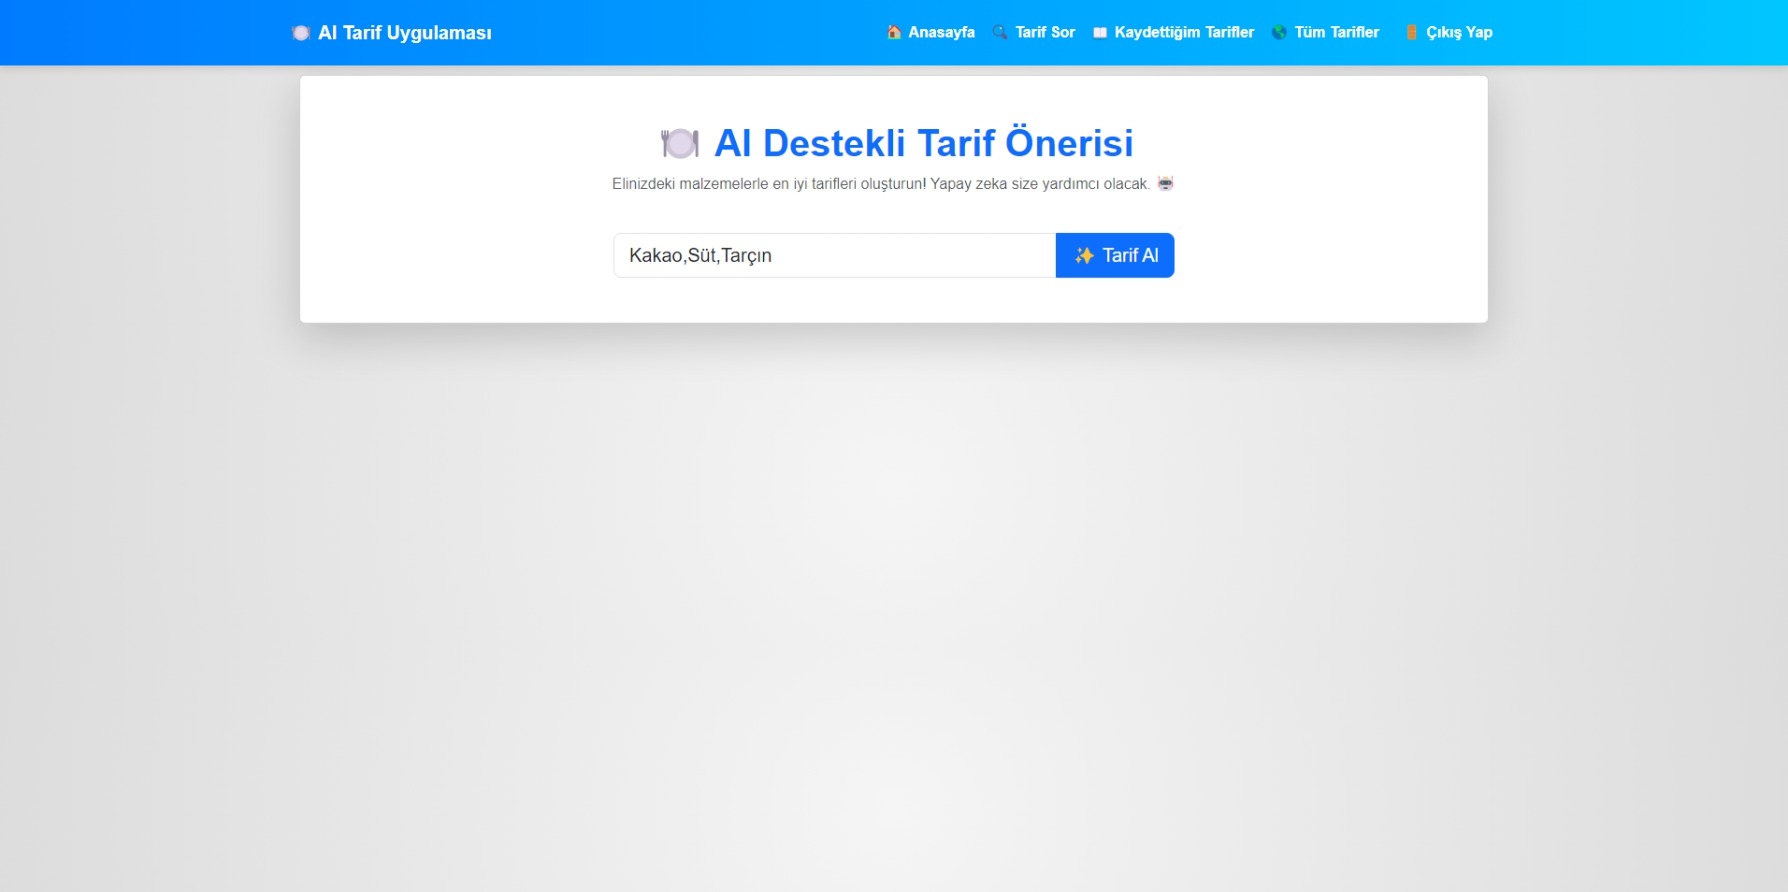 AI Tarif Uygulaması
Anasayfa
Tarif Sor
Kaydettiğim Tarifler
Tüm Tarifler
Çıkış Yap
AI Destekli Tarif Önerisi
Elinizdeki malzemelerle en iyi tarifleri oluşturun! Yapay zeka size yardımcı olacak.
Kakao,Süt,Tarçın
Tarif Al